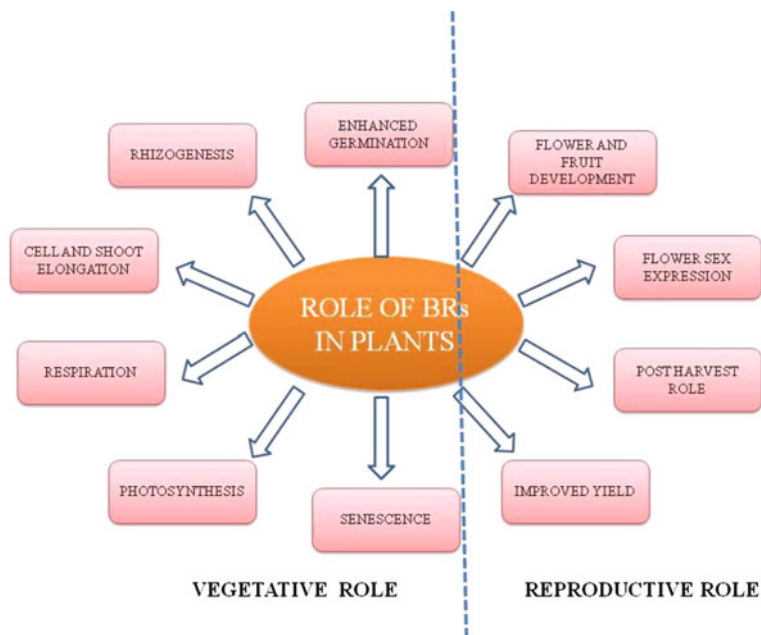 ENHANCED
GERMINATION
RHIZOGENESIS
FLOWER AND
FRUIT
DEVELOPMENT
CELL AND SHOOT
ELONGATION
FLOWER SEX
EXPRESSION
ROLE OF BRs
IN PLANTS
RESPIRATION
POST HARVEST
ROLE
PHOTOSYNTHESIS
SENESCENCE
IMPROVED YIELD
VEGETATIVE ROLE
REPRODUCTIVE ROLE